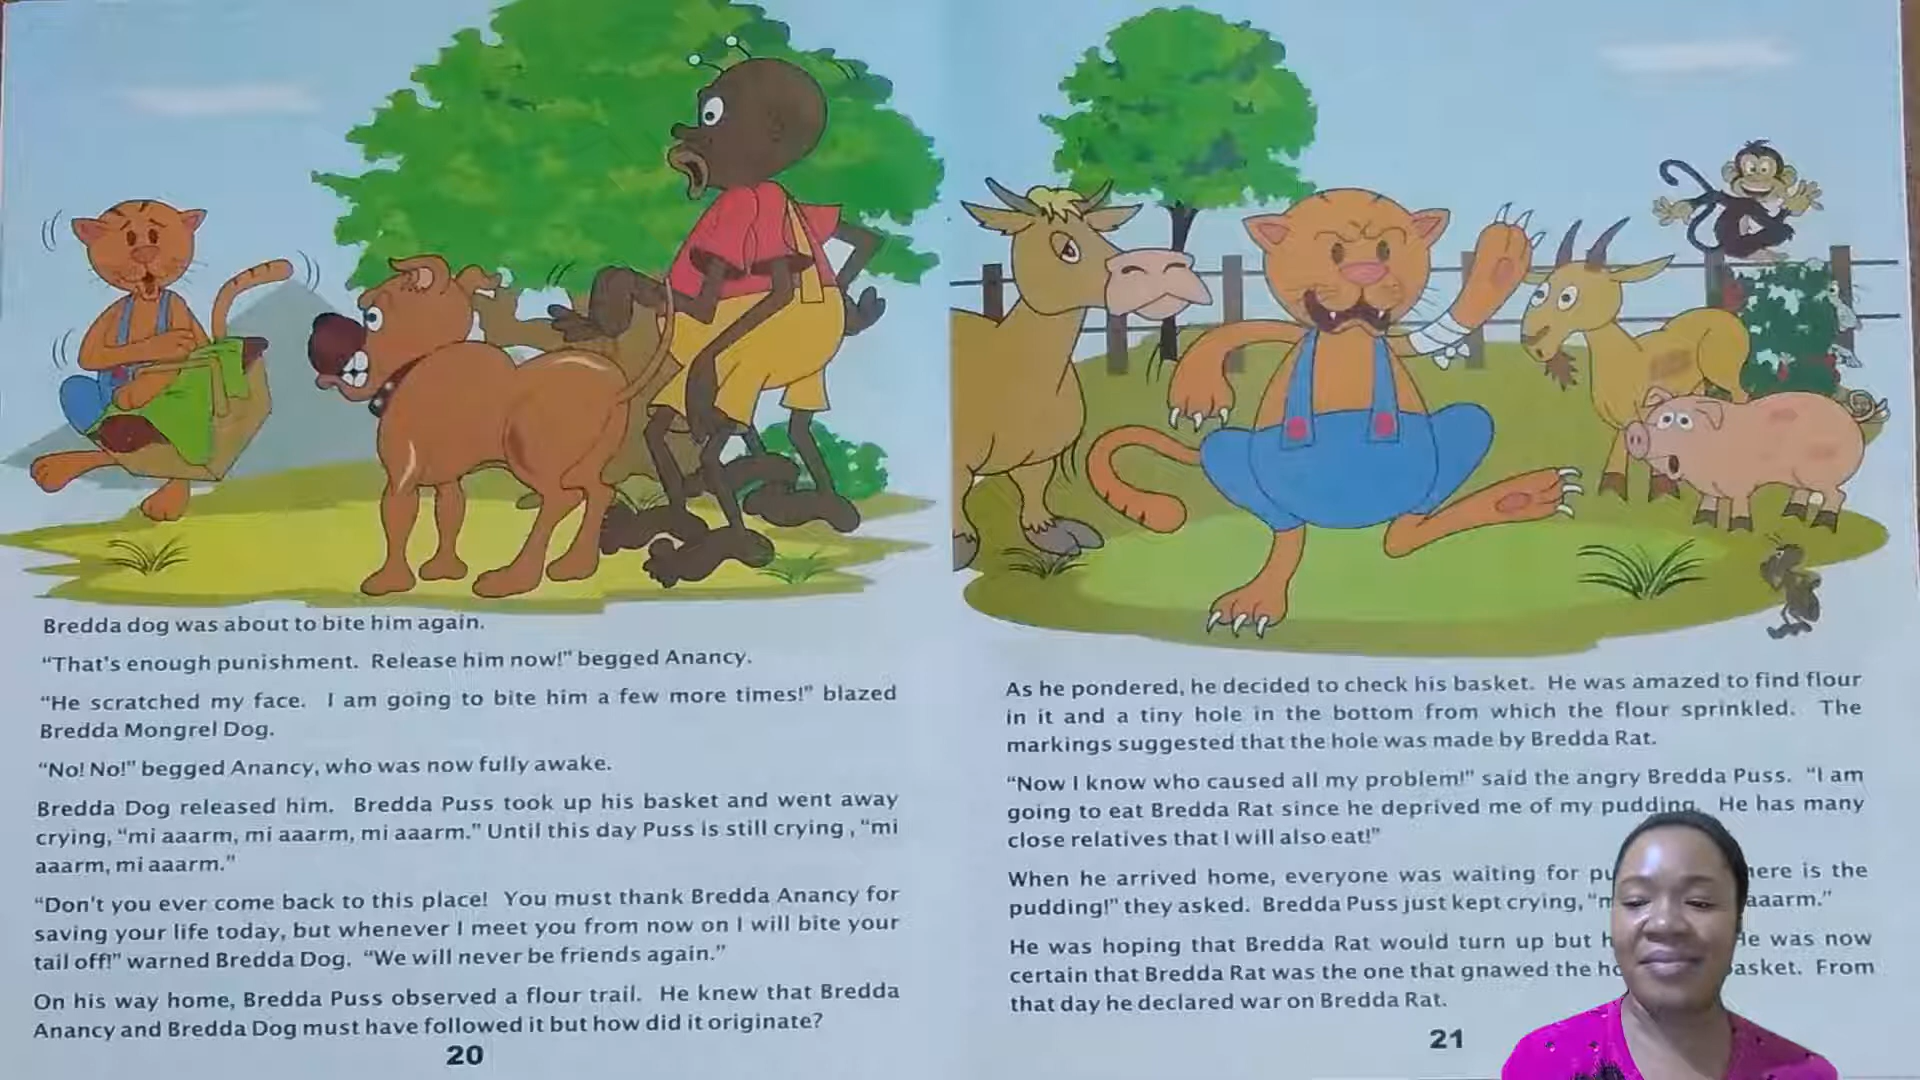 Bredda dog was about to bite him again.
“That's enough punishment. Release him now!” begged Anancy.
“He scratched my face. I am going to bite him a few more times!” blazed
Bredda Mongrel Dog.
“No! No!” begged Anancy, who was now fully awake.
Bredda Dog released him. Bredda Puss took up his basket and went away
crying, “mi aaarm, mi aaarm, mi aaarm.” Until this day Puss is still crying , “mi
aaarm, mi aaarm.”
“Don't you ever come back to this place! You must thank Bredda Anancy for
saving your life today, but whenever I meet you from now on I will bite your
tail off!” warned Bredda Dog. “We will never be friends again.”
On his way home, Bredda Puss observed a flour trail. He knew that Bredda
Anancy and Bredda Dog must have followed it but how did it originate?
20
As he pondered, he decided to check his basket. He was amazed to find flour
in it and a tiny hole in the bottom from which the flour sprinkled. The
markings suggested that the hole was made by Bredda Rat.
“Now I know who caused all my problem!” said the angry Bredda Puss. “I am
going to eat Bredda Rat since he deprived me of my pudding. He has many
close relatives that I will also eat!”
When he arrived home, everyone was waiting for is the
pudding!” they asked. Bredda Puss just kept crying, aaarm.”
He was hoping that Bredda Rat would turn up but He was now
certain that Bredda Rat was the one that gnawed the From
that day he declared war on Bredda Rat.
21